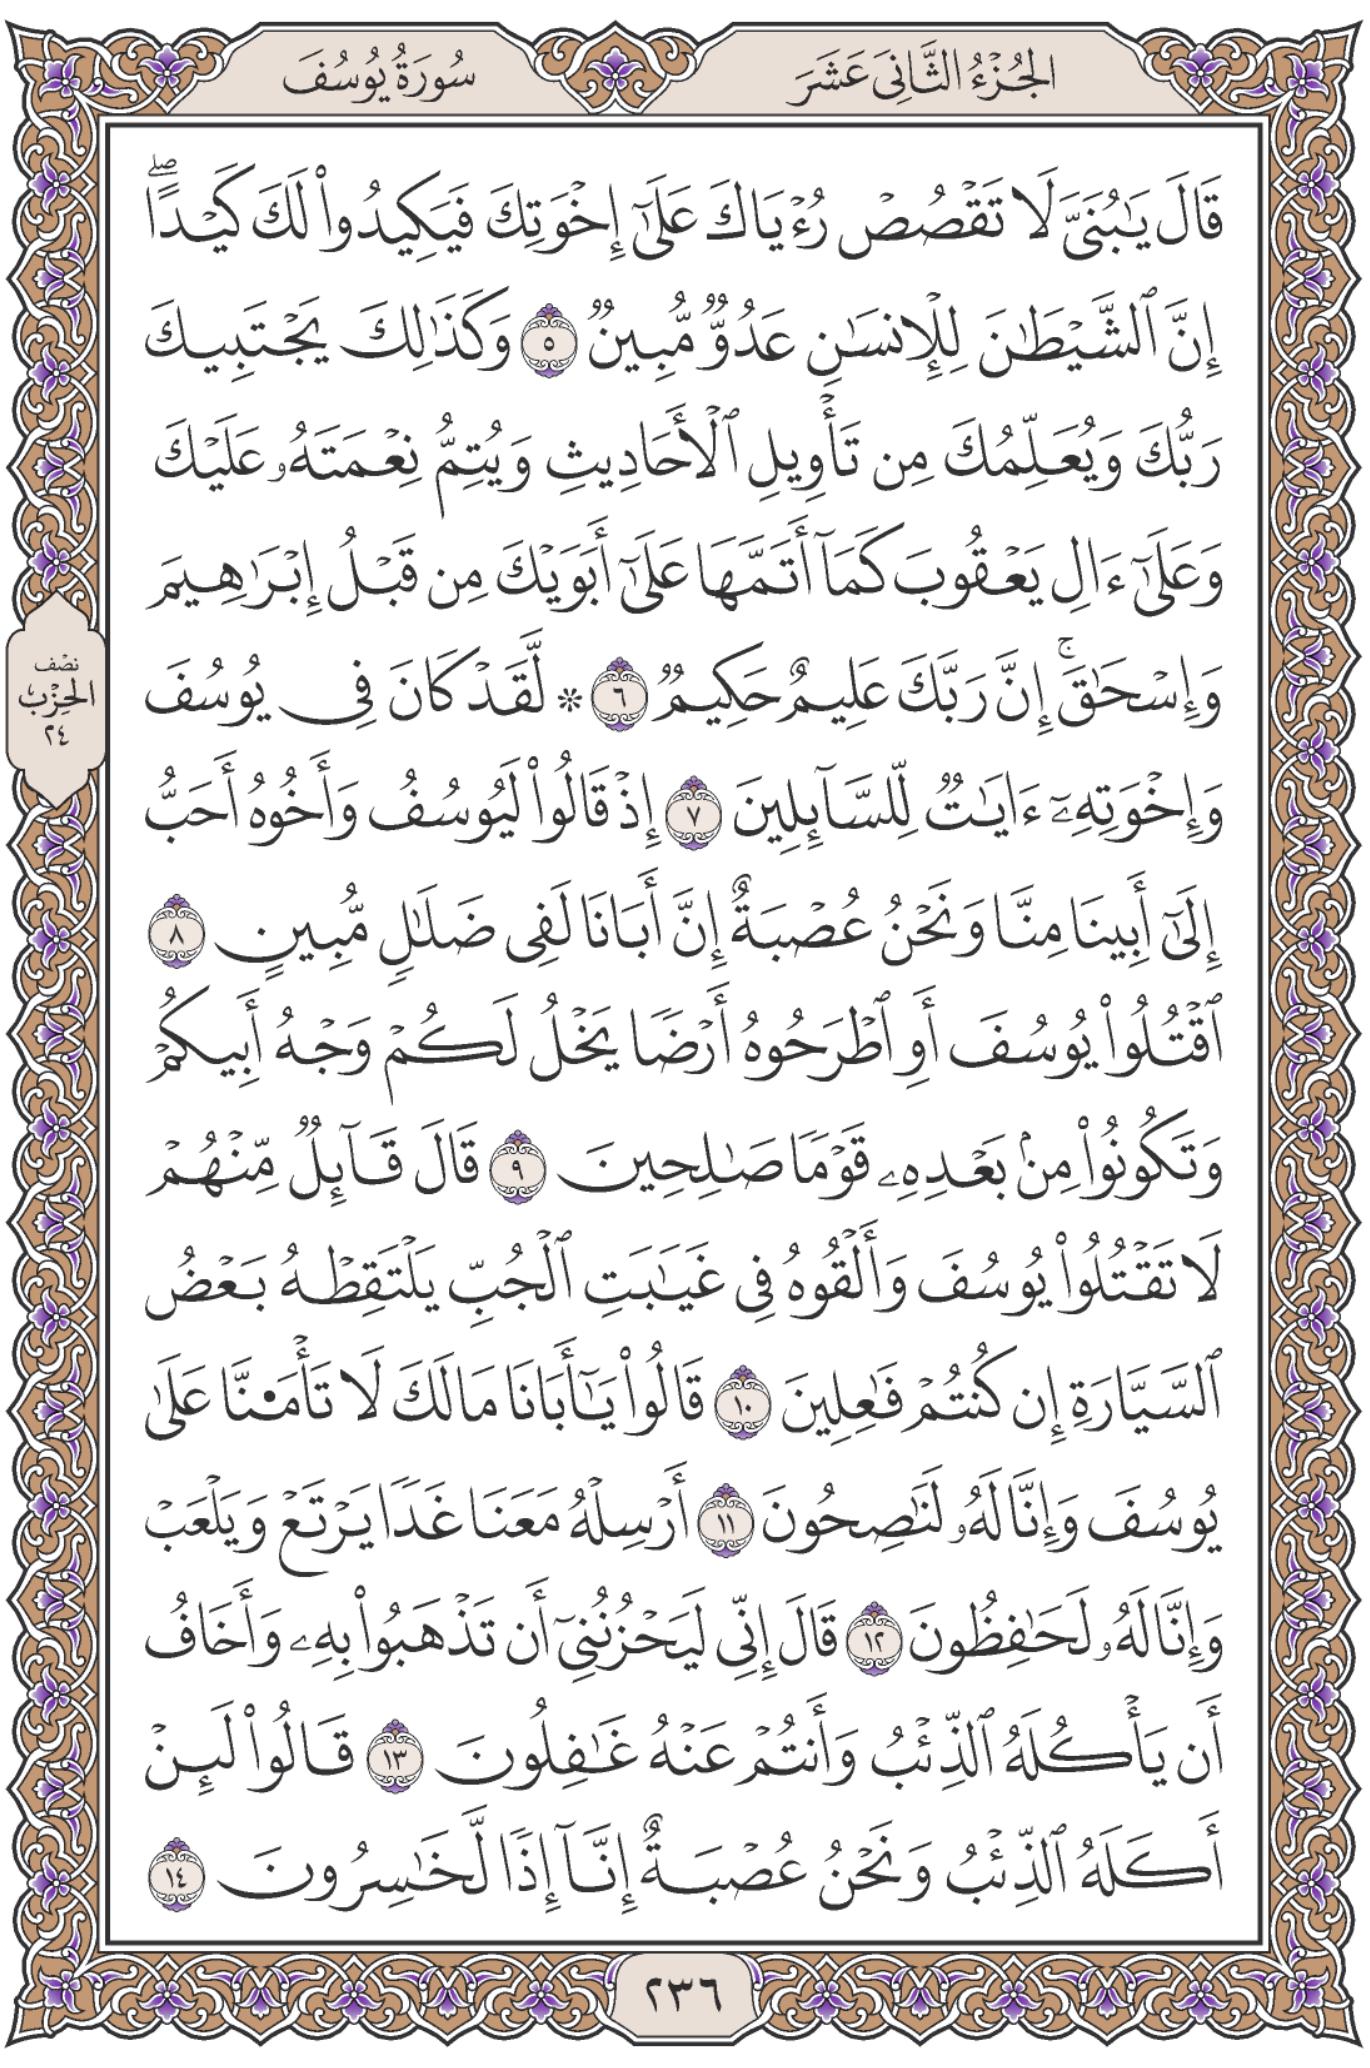 الجُزْءُ الثَّانِيَ عَشَرَ
سُورَةُ يُوسُفَ
قَالَ يَٰبُنَيَّ لَا تَقۡصُصۡ رُءۡيَاكَ عَلَىٰٓ إِخۡوَتِكَ فَيَكِيدُواْ لَكَ كَيۡدًاۖ
إِنَّ ٱلشَّيۡطَٰنَ لِلۡإِنسَٰنِ عَدُوّٞ مُّبِينٞ ٥ وَكَذَٰلِكَ يَجۡتَبِيكَ
رَبُّكَ وَيُعَلِّمُكَ مِن تَأۡوِيلِ ٱلۡأَحَادِيثِ وَيُتِمُّ نِعۡمَتَهُۥ عَلَيۡكَ
وَعَلَىٰٓ ءَالِ يَعۡقُوبَ كَمَآ أَتَمَّهَا عَلَىٰٓ أَبَوَيۡكَ مِن قَبۡلُ إِبۡرَٰهِيمَ
وَإِسۡحَٰقَۚ إِنَّ رَبَّكَ عَلِيمٌ حَكِيمٞ ٦ ۞ لَّقَدۡ كَانَ فِي يُوسُفَ
وَإِخۡوَتِهِۦٓ ءَايَٰتٞ لِّلسَّآئِلِينَ ٧ إِذۡ قَالُواْ لَيُوسُفُ وَأَخُوهُ أَحَبُّ
إِلَىٰٓ أَبِينَا مِنَّا وَنَحۡنُ عُصۡبَةٌ إِنَّ أَبَانَا لَفِي ضَلَٰلٖ مُّبِينٍ ٨
ٱقۡتُلُواْ يُوسُفَ أَوِ ٱطۡرَحُوهُ أَرۡضٗا يَخۡلُ لَكُمۡ وَجۡهُ أَبِيكُمۡ
وَتَكُونُواْ مِنۢ بَعۡدِهِۦ قَوۡمٗا صَٰلِحِينَ ٩ قَالَ قَآئِلٞ مِّنۡهُمۡ
لَا تَقۡتُلُواْ يُوسُفَ وَأَلۡقُوهُ فِي غَيَٰبَتِ ٱلۡجُبِّ يَلۡتَقِطۡهُ بَعۡضُ
ٱلسَّيَّارَةِ إِن كُنتُمۡ فَٰعِلِينَ ١٠ قَالُواْ يَٰٓأَبَانَا مَالَكَ لَا تَأۡمَ۬نَّا عَلَىٰ
يُوسُفَ وَإِنَّا لَهُۥ لَنَٰصِحُونَ ١١ أَرۡسِلۡهُ مَعَنَا غَدٗا يَرۡتَعۡ وَيَلۡعَبۡ
وَإِنَّا لَهُۥ لَحَٰفِظُونَ ١٢ قَالَ إِنِّي لَيَحۡزُنُنِيٓ أَن تَذۡهَبُواْ بِهِۦ وَأَخَافُ
أَن يَأۡكُلَهُ ٱلذِّئۡبُ وَأَنتُمۡ عَنۡهُ غَٰفِلُونَ ١٣ قَالُواْ لَئِنۡ
أَكَلَهُ ٱلذِّئۡبُ وَنَحۡنُ عُصۡبَةٌ إِنَّآ إِذٗا لَّخَٰسِرُونَ ١٤
نصف
الحِزْب
٢٤
٢٣٦